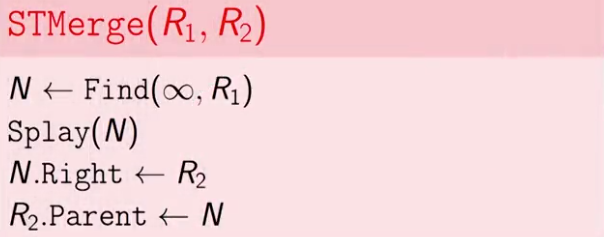 STMerge(R₁, R₂)
N ← Find(∞, R₁)
Splay(N)
N.Right ← R₂
R₂.Parent ← N